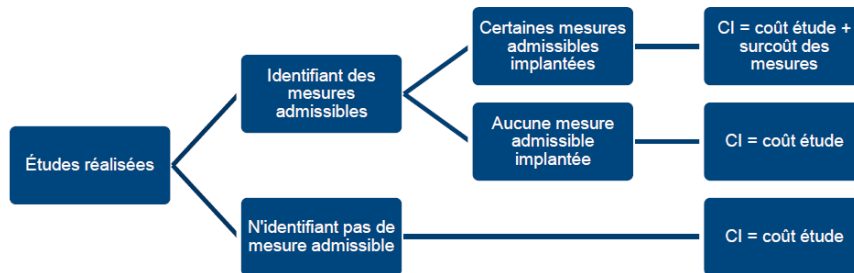 Études réalisées
Identifiant des
mesures
admissibles
Certaines mesures
admissibles
implantées
CI = coût étude +
surcoût des
mesures
Aucune mesure
admissible
implantée
CI = coût étude
N'identifiant pas de
mesure admissible
CI = coût étude